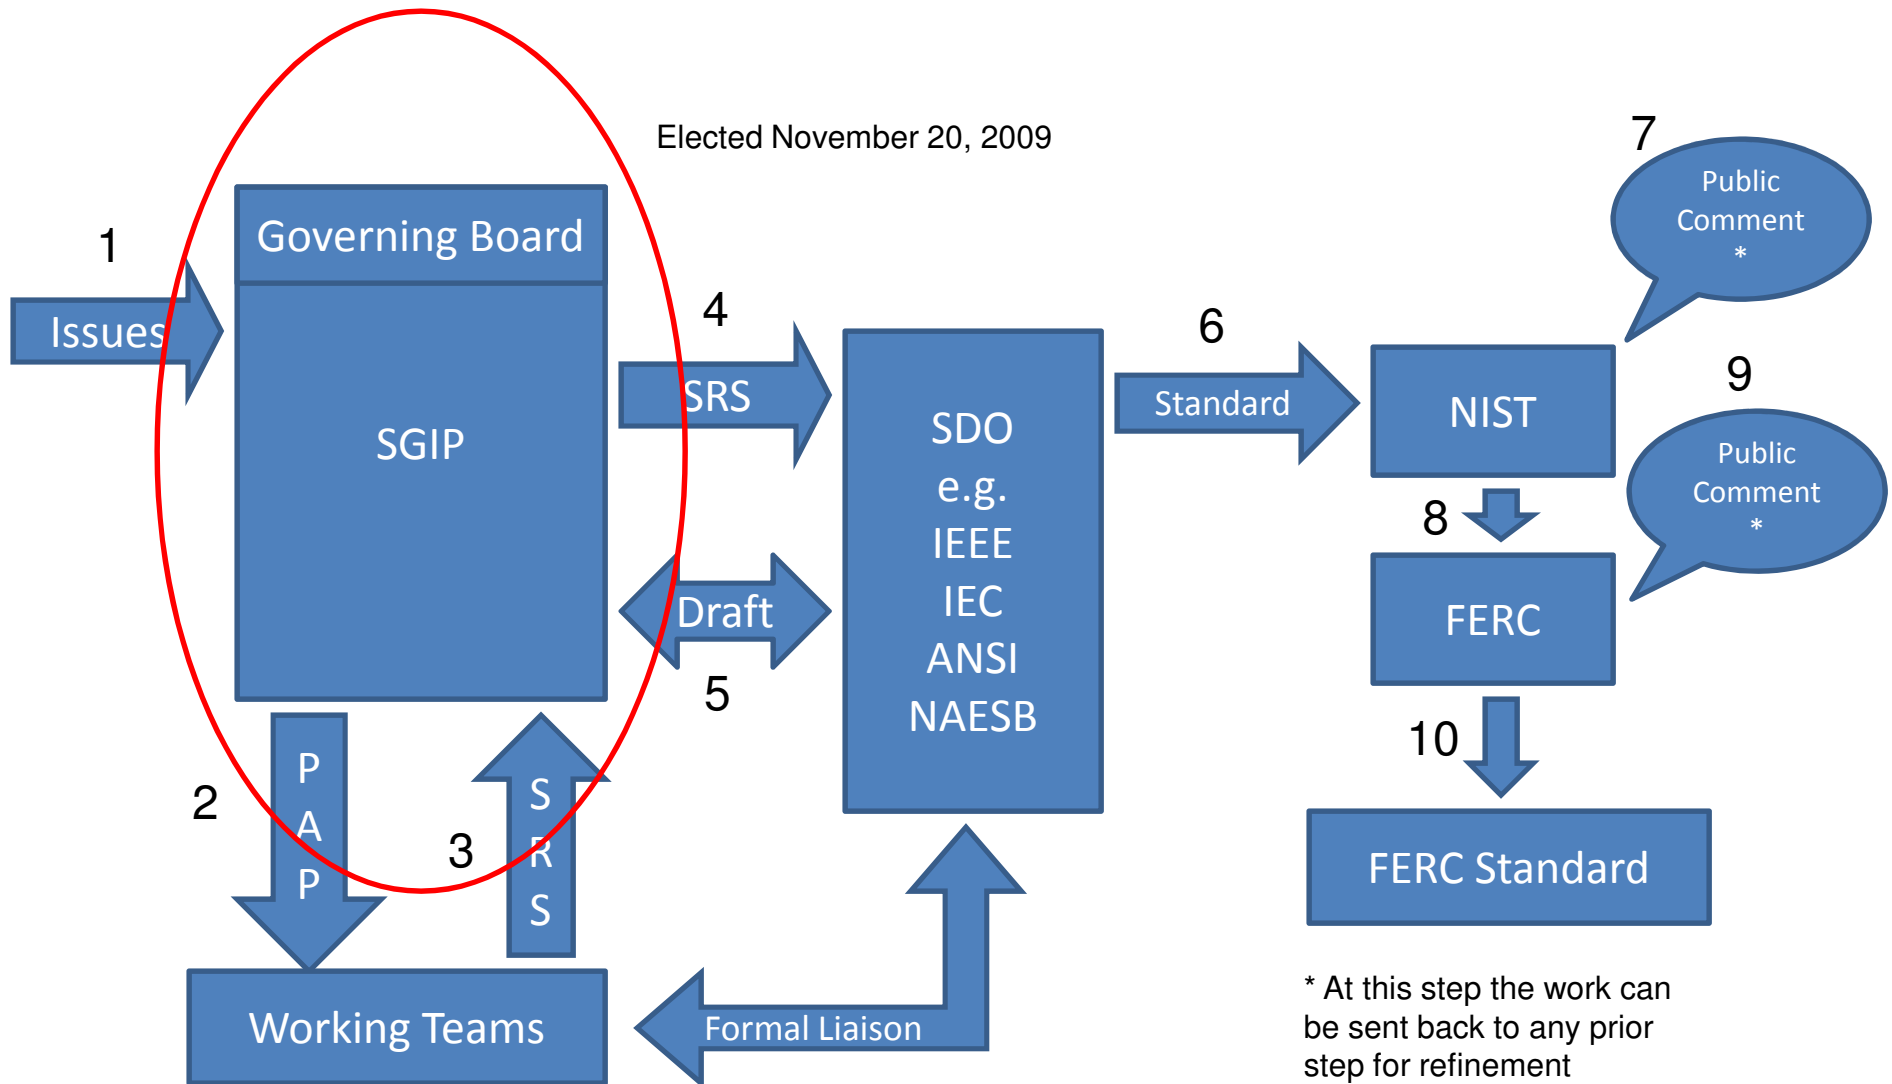 Elected November 20, 2009
1
Issues
Governing Board
SGIP
2
P
A
P
3
S
R
S
Working Teams
4
SRS
Draft
5
Formal Liaison
SDO
e.g.
IEEE
IEC
ANSI
NAESB
6
Standard
7
Public
Comment
*
NIST
8
9
Public
Comment
*
FERC
10
FERC Standard
* At this step the work can
be sent back to any prior
step for refinement